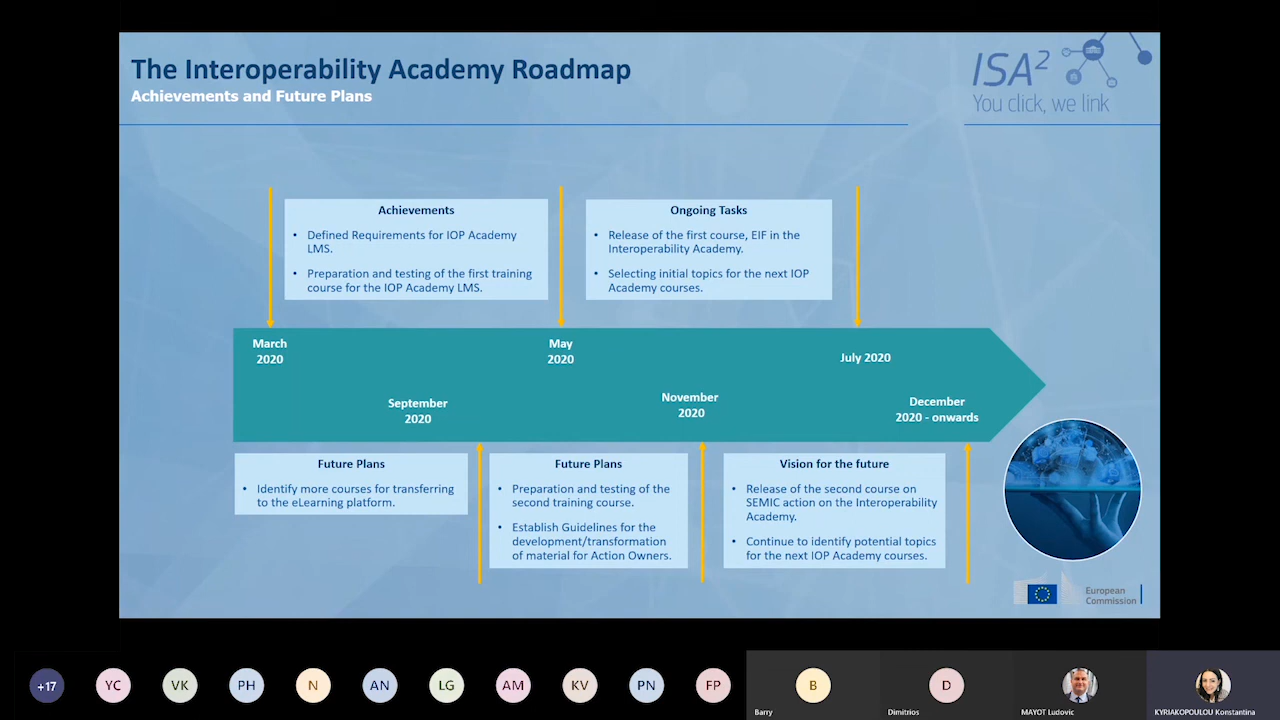 The Interoperability Academy Roadmap
Achievements and Future Plans
ISA²
You click, we link
Achievements
• Defined Requirements for IOP Academy
LMS.
• Preparation and testing of the first training
course for the IOP Academy LMS.
Ongoing Tasks
• Release of the first course, EIF in the
Interoperability Academy.
• Selecting initial topics for the next IOP
Academy courses.
March
2020
May
2020
July 2020
September
2020
November
2020
December
2020 - onwards
Future Plans
• Identify more courses for transferring
to the eLearning platform.
Future Plans
• Preparation and testing of the
second training course.
• Establish Guidelines for the
development/transformation
of material for Action Owners.
Vision for the future
• Release of the second course on
SEMIC action on the Interoperability
Academy.
• Continue to identify potential topics
for the next IOP Academy courses.
European
Commission
+17
YC
VK
PH
N
AN
LG
AM
KV
PN
FP
B
D
Barry
Dimitrios
MAYOT Ludovic
KYRIAKOPOULOU Konstantina